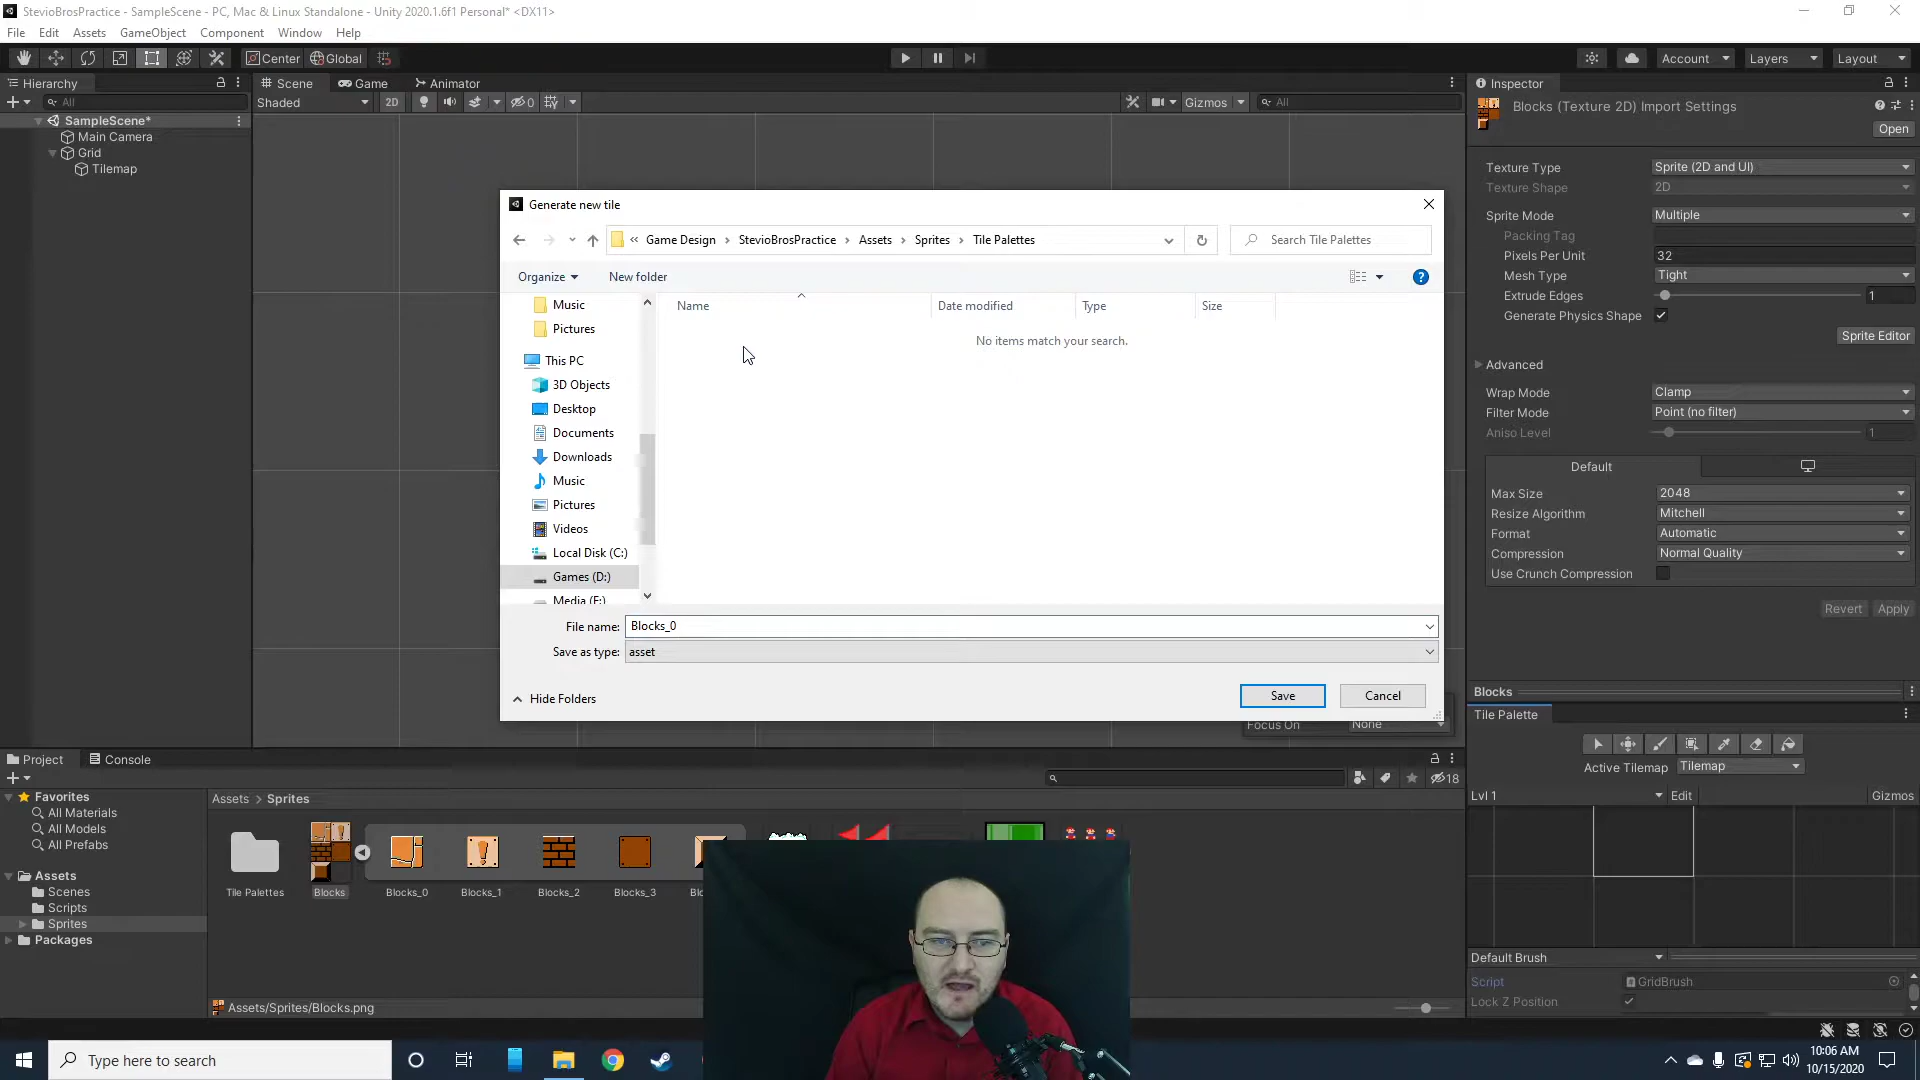 StevioBrosPractice - SampleScene - PC, Mac & Linux Standalone - Unity 2020.1.6f1 Personal* <DX11>
File Edit Assets GameObject Component Window Help
Center Global Account Layers Layout
Hierarchy Scene Game Animator Inspector
All Shaded 2D 0 Gizmos All
Blocks (Texture 2D) Import Settings
Open
SampleScene*
Main Camera
Grid
Tilemap
Generate new tile
« Game Design › StevioBrosPractice › Assets › Sprites › Tile Palettes
Search Tile Palettes
Organize New folder
Name Date modified Type Size
No items match your search.
Music
Pictures
This PC
3D Objects
Desktop
Documents
Downloads
Music
Pictures
Videos
Local Disk (C:)
Games (D:)
Media (F:)
File name: Blocks_0
Save as type: asset
Hide Folders
Save Cancel
Focus On None
Texture Type Sprite (2D and UI)
Texture Shape 2D
Sprite Mode Multiple
Packing Tag
Pixels Per Unit 32
Mesh Type Tight
Extrude Edges 1
Generate Physics Shape
Sprite Editor
Advanced
Wrap Mode Clamp
Filter Mode Point (no filter)
Aniso Level 1
Default
Max Size 2048
Resize Algorithm Mitchell
Format Automatic
Compression Normal Quality
Use Crunch Compression
Revert Apply
Blocks
Tile Palette
Active Tilemap Tilemap
Lvl 1 Edit Gizmos
Default Brush
Script GridBrush
Lock Z Position
Project Console
18
Favorites
All Materials
All Models
All Prefabs
Assets
Scenes
Scripts
Sprites
Packages
Assets > Sprites
Tile Palettes Blocks Blocks_0 Blocks_1 Blocks_2 Blocks_3
Assets/Sprites/Blocks.png
Type here to search
10:06 AM
10/15/2020